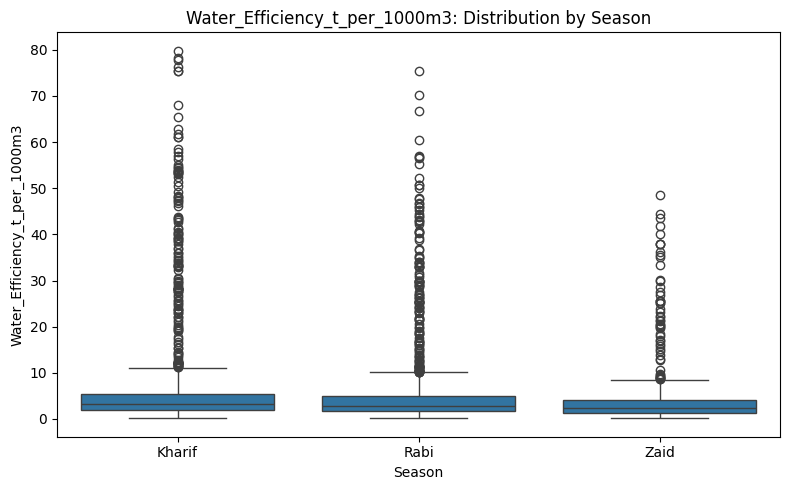 Water_Efficiency_t_per_1000m3: Distribution by Season
Water_Efficiency_t_per_1000m3
80
70
60
50
40
30
20
10
0
Kharif
Rabi
Zaid
Season